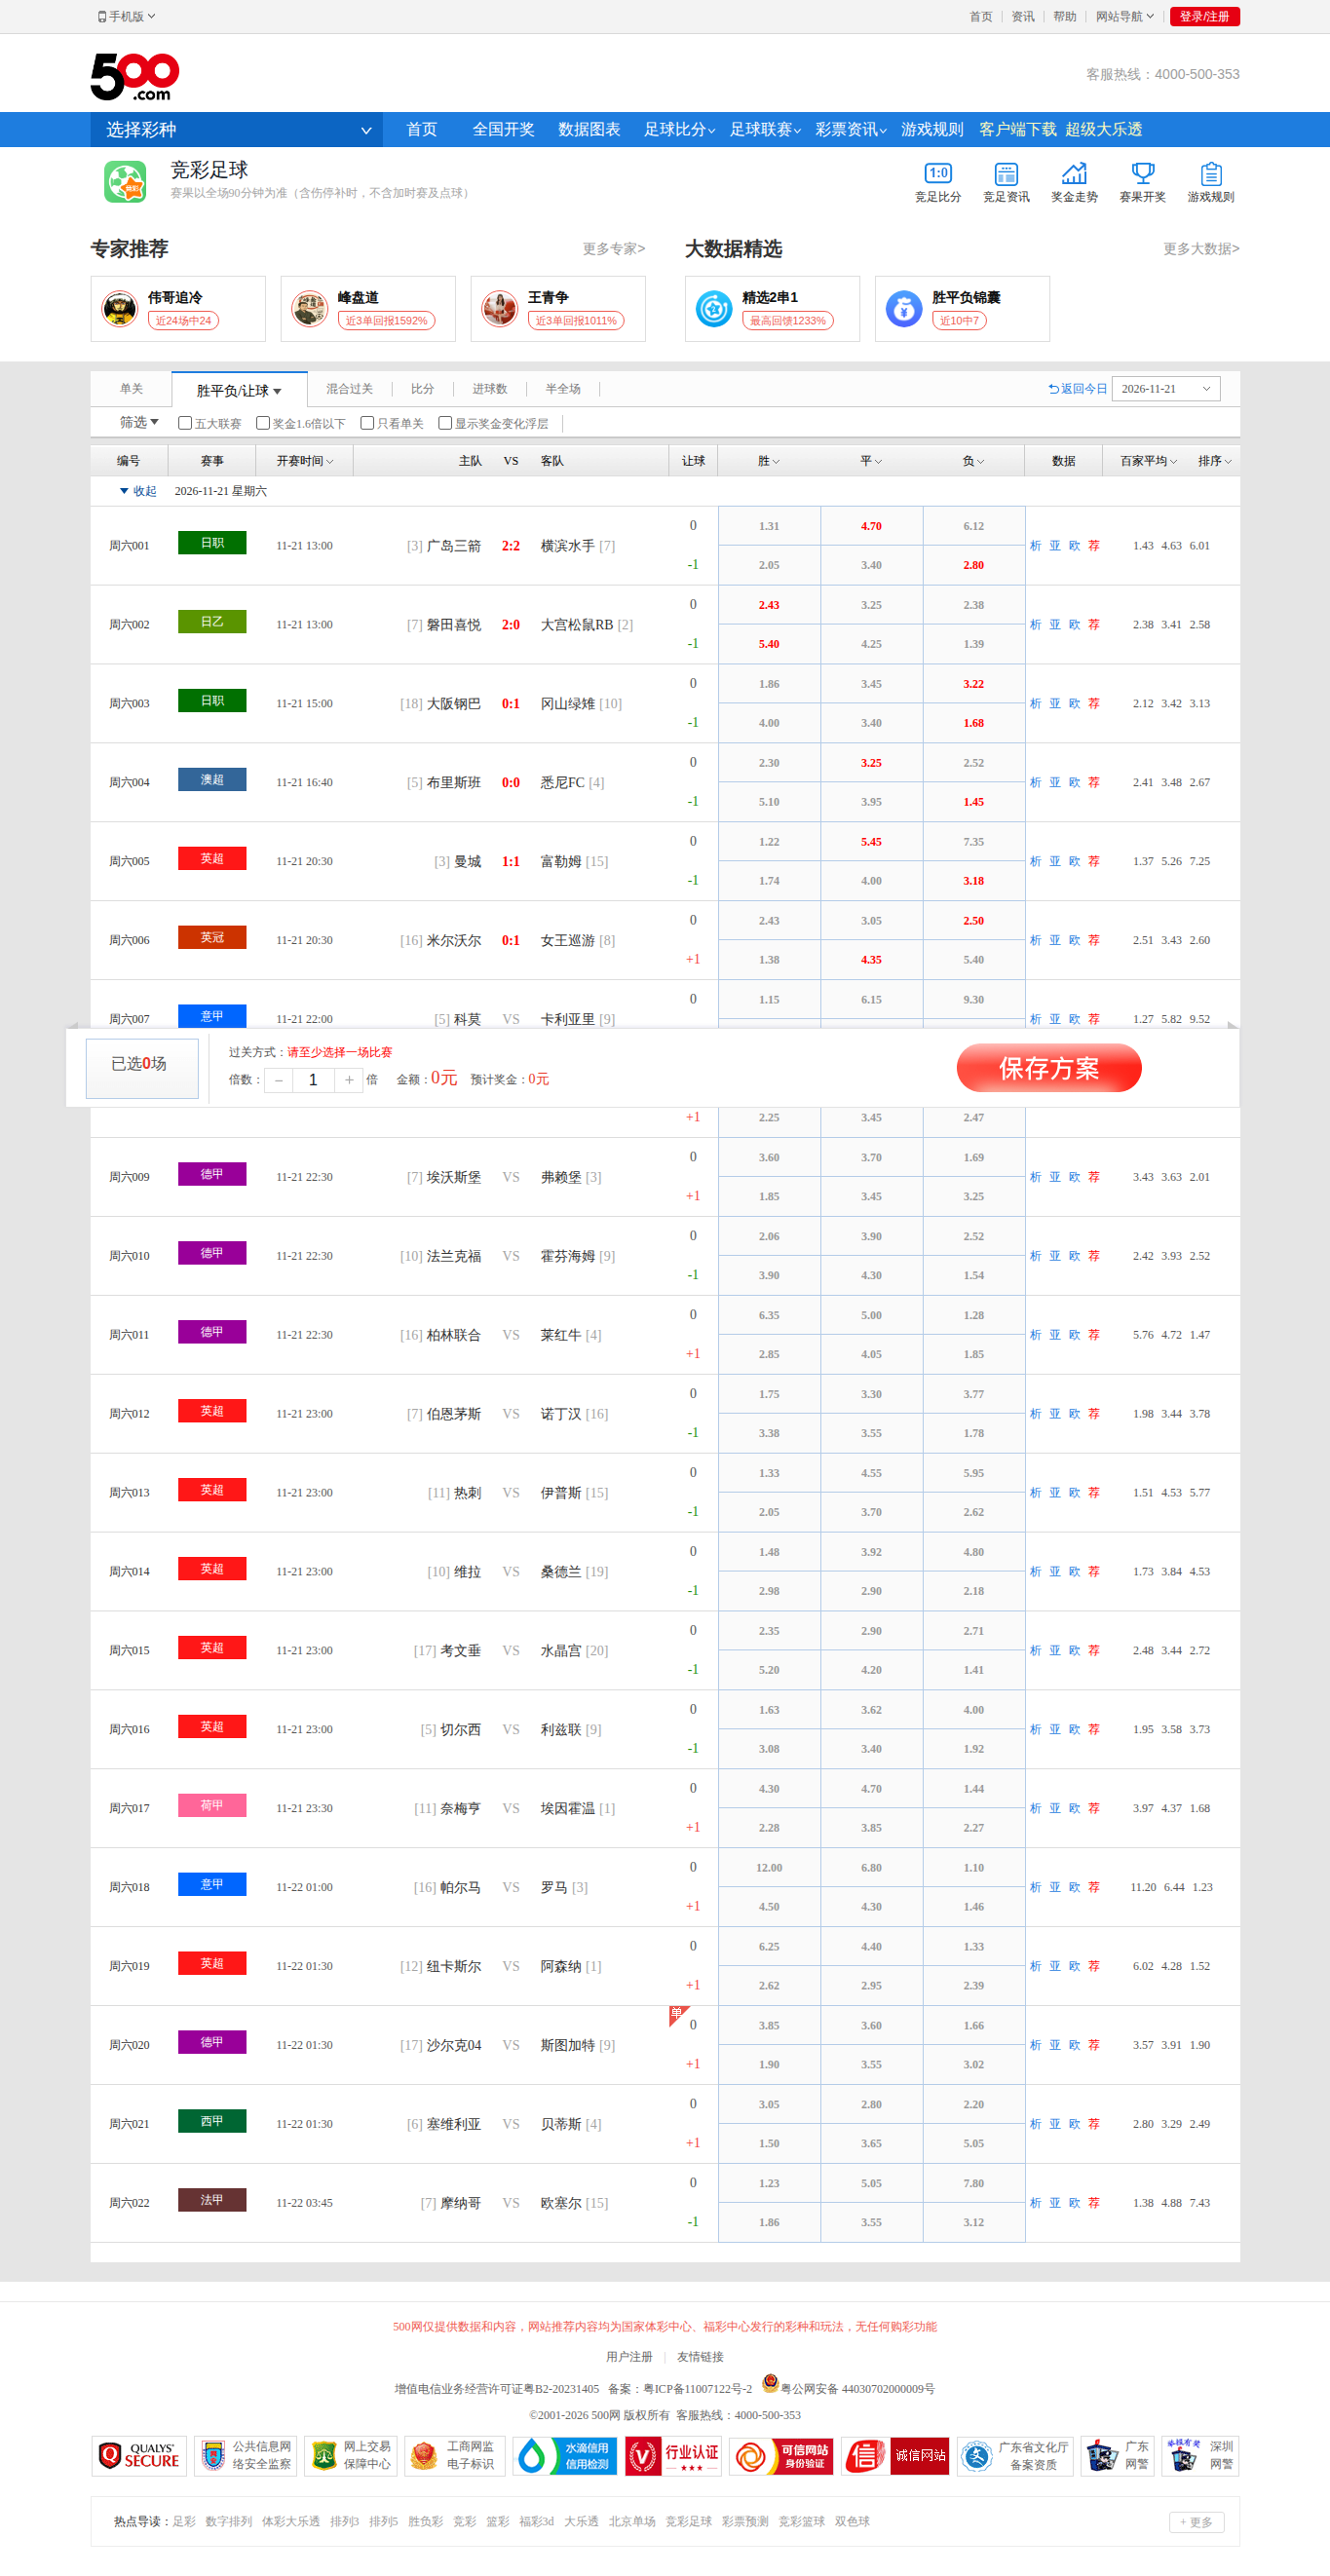 手机版
首页 资讯 帮助 网站导航 登录/注册
500.com
客服热线：4000-500-353
选择彩种 首页 全国开奖 数据图表 足球比分 足球联赛 彩票资讯 游戏规则 客户端下载 超级大乐透
竞彩足球
赛果以全场90分钟为准（含伤停补时，不含加时赛及点球）
1:0
竞足比分 竞足资讯 奖金走势 赛果开奖 游戏规则
专家推荐 更多专家> 大数据精选 更多大数据>
伟哥追冷 峰盘道 王青争 精选2串1 胜平负锦囊
近24场中24 近3单回报1592% 近3单回报1011% 最高回馈1233% 近10中7
单关 胜平负/让球 混合过关 比分 进球数 半全场 返回今日 2026-11-21
筛选 五大联赛 奖金1.6倍以下 只看单关 显示奖金变化浮层
编号 赛事 开赛时间 主队 VS 客队 让球 胜 平 负 数据 百家平均 排序
收起 2026-11-21 星期六
0 1.31 4.70 6.12
周六001 日职 11-21 13:00 [3] 广岛三箭 2:2 横滨水手 [7] 析 亚 欧 荐 1.43 4.63 6.01
-1 2.05 3.40 2.80
0 2.43 3.25 2.38
周六002 日乙 11-21 13:00 [7] 磐田喜悦 2:0 大宫松鼠RB [2] 析 亚 欧 荐 2.38 3.41 2.58
-1 5.40 4.25 1.39
0 1.86 3.45 3.22
周六003 日职 11-21 15:00 [18] 大阪钢巴 0:1 冈山绿雉 [10] 析 亚 欧 荐 2.12 3.42 3.13
-1 4.00 3.40 1.68
0 2.30 3.25 2.52
周六004 澳超 11-21 16:40 [5] 布里斯班 0:0 悉尼FC [4] 析 亚 欧 荐 2.41 3.48 2.67
-1 5.10 3.95 1.45
0 1.22 5.45 7.35
周六005 英超 11-21 20:30 [3] 曼城 1:1 富勒姆 [15] 析 亚 欧 荐 1.37 5.26 7.25
-1 1.74 4.00 3.18
0 2.43 3.05 2.50
周六006 英冠 11-21 20:30 [16] 米尔沃尔 0:1 女王巡游 [8] 析 亚 欧 荐 2.51 3.43 2.60
+1 1.38 4.35 5.40
0 1.15 6.15 9.30
周六007 意甲 11-21 22:00 [5] 科莫 VS 卡利亚里 [9] 析 亚 欧 荐 1.27 5.82 9.52
已选0场 过关方式：请至少选择一场比赛
倍数： − 1 + 倍 金额：0元 预计奖金：0元 保存方案
+1 2.25 3.45 2.47
0 3.60 3.70 1.69
周六009 德甲 11-21 22:30 [7] 埃沃斯堡 VS 弗赖堡 [3] 析 亚 欧 荐 3.43 3.63 2.01
+1 1.85 3.45 3.25
0 2.06 3.90 2.52
周六010 德甲 11-21 22:30 [10] 法兰克福 VS 霍芬海姆 [9] 析 亚 欧 荐 2.42 3.93 2.52
-1 3.90 4.30 1.54
0 6.35 5.00 1.28
周六011 德甲 11-21 22:30 [16] 柏林联合 VS 莱红牛 [4] 析 亚 欧 荐 5.76 4.72 1.47
+1 2.85 4.05 1.85
0 1.75 3.30 3.77
周六012 英超 11-21 23:00 [7] 伯恩茅斯 VS 诺丁汉 [16] 析 亚 欧 荐 1.98 3.44 3.78
-1 3.38 3.55 1.78
0 1.33 4.55 5.95
周六013 英超 11-21 23:00 [11] 热刺 VS 伊普斯 [15] 析 亚 欧 荐 1.51 4.53 5.77
-1 2.05 3.70 2.62
0 1.48 3.92 4.80
周六014 英超 11-21 23:00 [10] 维拉 VS 桑德兰 [19] 析 亚 欧 荐 1.73 3.84 4.53
-1 2.98 2.90 2.18
0 2.35 2.90 2.71
周六015 英超 11-21 23:00 [17] 考文垂 VS 水晶宫 [20] 析 亚 欧 荐 2.48 3.44 2.72
-1 5.20 4.20 1.41
0 1.63 3.62 4.00
周六016 英超 11-21 23:00 [5] 切尔西 VS 利兹联 [9] 析 亚 欧 荐 1.95 3.58 3.73
-1 3.08 3.40 1.92
0 4.30 4.70 1.44
周六017 荷甲 11-21 23:30 [11] 奈梅亨 VS 埃因霍温 [1] 析 亚 欧 荐 3.97 4.37 1.68
+1 2.28 3.85 2.27
0 12.00 6.80 1.10
周六018 意甲 11-22 01:00 [16] 帕尔马 VS 罗马 [3] 析 亚 欧 荐 11.20 6.44 1.23
+1 4.50 4.30 1.46
0 6.25 4.40 1.33
周六019 英超 11-22 01:30 [12] 纽卡斯尔 VS 阿森纳 [1] 析 亚 欧 荐 6.02 4.28 1.52
+1 2.62 2.95 2.39
单 0 3.85 3.60 1.66
周六020 德甲 11-22 01:30 [17] 沙尔克04 VS 斯图加特 [9] 析 亚 欧 荐 3.57 3.91 1.90
+1 1.90 3.55 3.02
0 3.05 2.80 2.20
周六021 西甲 11-22 01:30 [6] 塞维利亚 VS 贝蒂斯 [4] 析 亚 欧 荐 2.80 3.29 2.49
+1 1.50 3.65 5.05
0 1.23 5.05 7.80
周六022 法甲 11-22 03:45 [7] 摩纳哥 VS 欧塞尔 [15] 析 亚 欧 荐 1.38 4.88 7.43
-1 1.86 3.55 3.12
500网仅提供数据和内容，网站推荐内容均为国家体彩中心、福彩中心发行的彩种和玩法，无任何购彩功能
用户注册 友情链接
增值电信业务经营许可证粤B2-20231405 备案：粤ICP备11007122号-2 粤公网安备 44030702000009号
©2001-2026 500网 版权所有 客服热线：4000-500-353
QUALYS SECURE 公共信息网络安全监察 网上交易保障中心 工商网监电子标识 水滴信用信用检测 行业认证 可信网站身份验证 诚信网站 广东省文化厅备案资质 广东网警 深圳网警
热点导读：足彩 数字排列 体彩大乐透 排列3 排列5 胜负彩 竞彩 篮彩 福彩3d 大乐透 北京单场 竞彩足球 彩票预测 竞彩篮球 双色球 + 更多